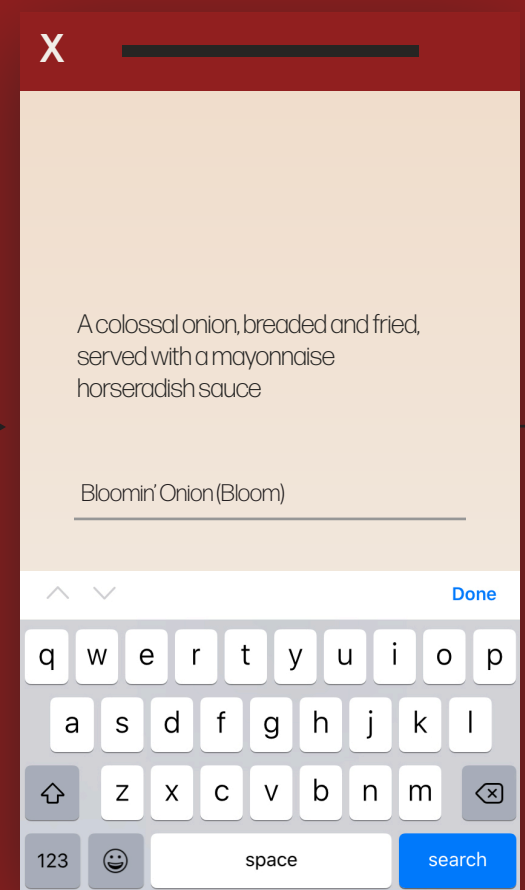 X
A colossal onion, breaded and fried,
served with a mayonnaise
horseradish sauce
Bloomin' Onion (Bloom)
Done
q w e r t y u i o p
a s d f g h j k l
z x c v b n m
123 space search